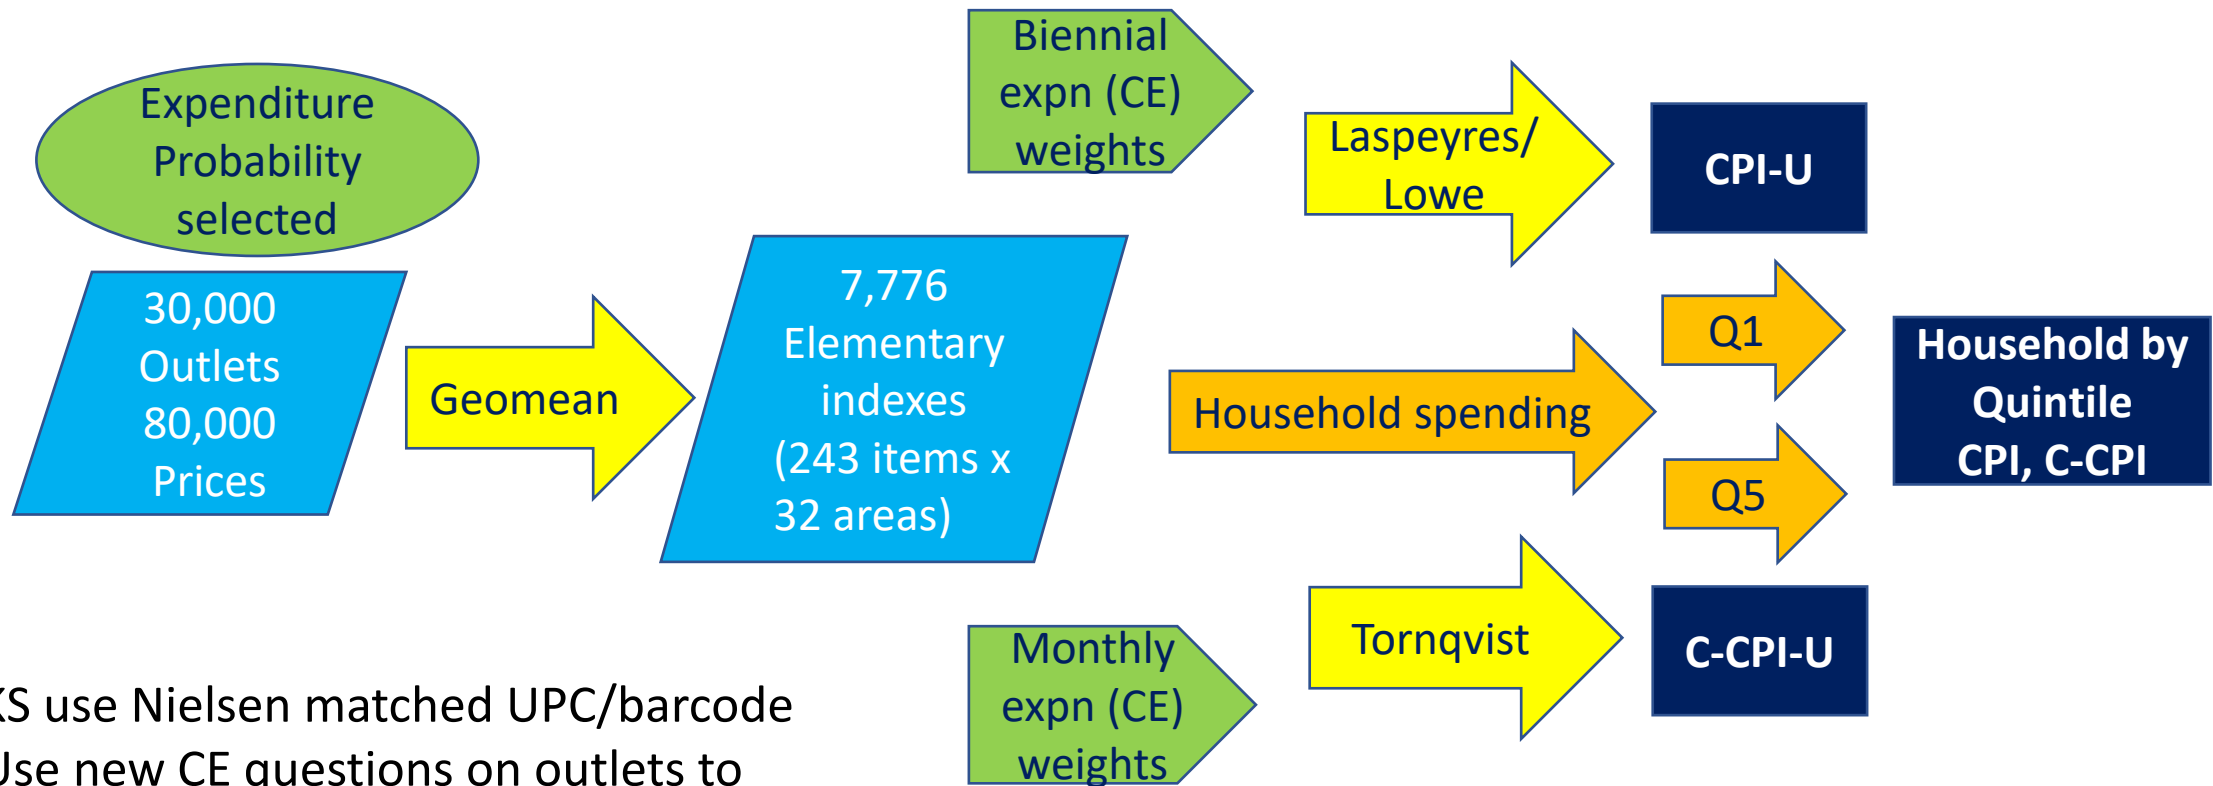 Expenditure
Probability
selected
30,000
Outlets
80,000
Prices
Geomean
7,776
Elementary
indexes
(243 items x
32 areas)
Biennial
expn (CE)
weights
Laspeyres/
Lowe
CPI-U
Household spending
Q1
Q5
Household by
Quintile
CPI, C-CPI
Monthly
expn (CE)
weights
Tornqvist
C-CPI-U
KS use Nielsen matched UPC/barcode
Use new CE questions on outlets to